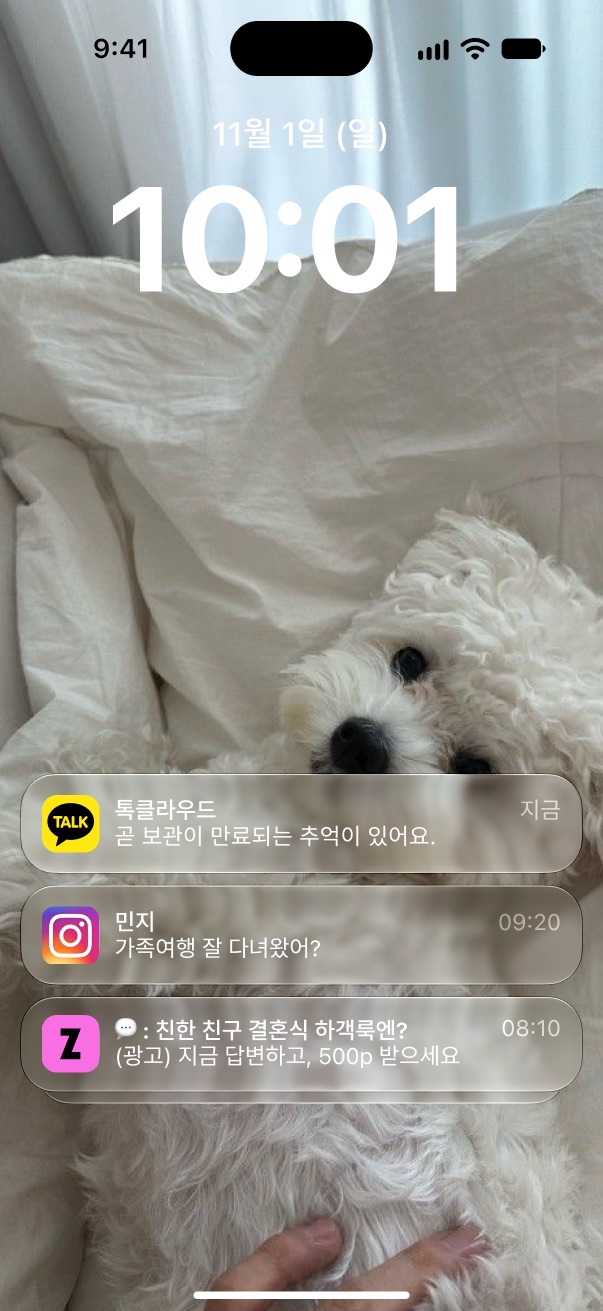 9:41
11월 1일 (일)
10:01
TALK
톡클라우드
지금
곧 보관이 만료되는 추억이 있어요.
민지
09:20
가족여행 잘 다녀왔어?
Z
💬 : 친한 친구 결혼식 하객룩엔?
08:10
(광고) 지금 답변하고, 500p 받으세요